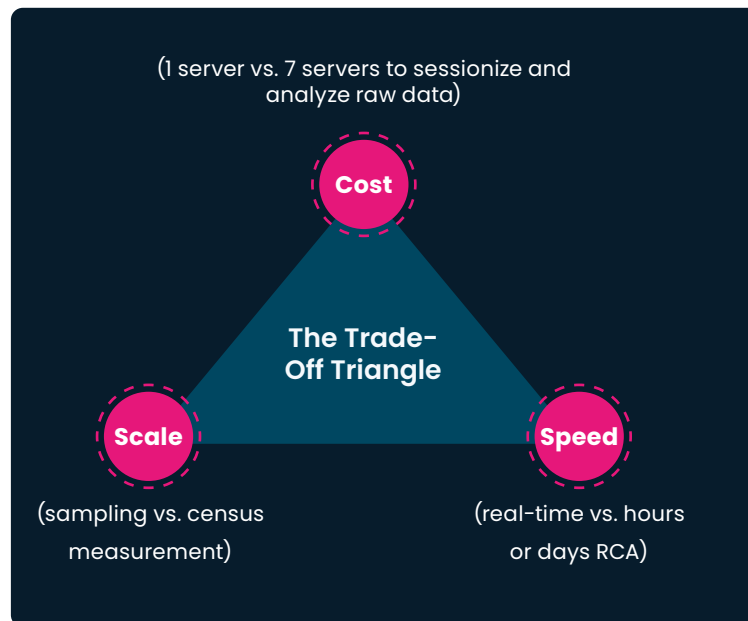 (1 server vs. 7 servers to sessionize and
analyze raw data)
Cost
The Trade-
Off Triangle
Scale
Speed
(sampling vs. census
measurement)
(real-time vs. hours
or days RCA)